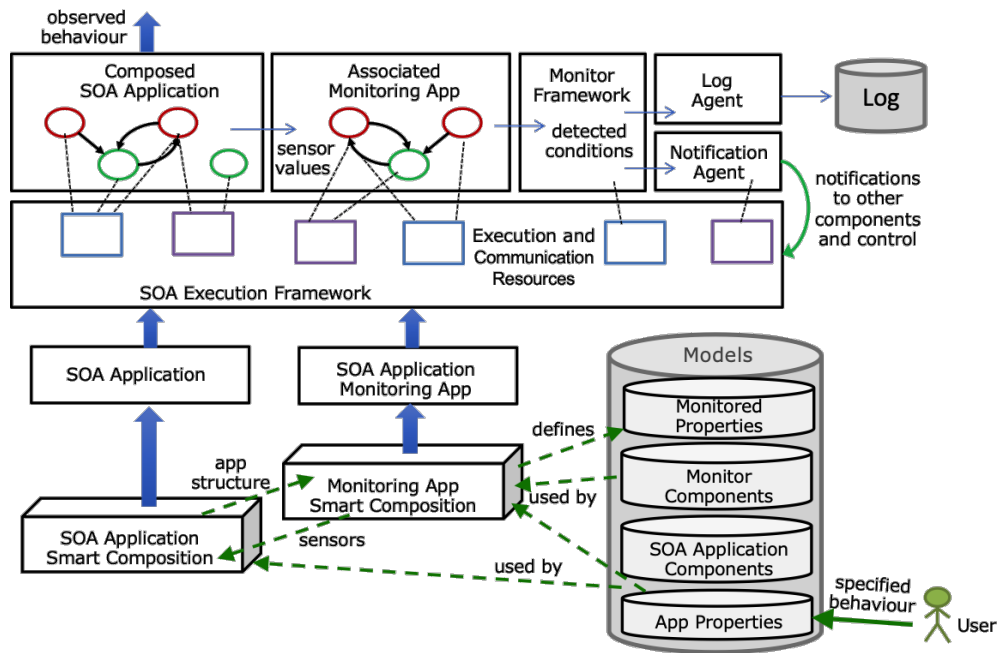 observed
behaviour
Composed
SOA Application
Associated
Monitoring App
Monitor
Framework
Log
Agent
Log
sensor
values
detected
conditions
Notification
Agent
notifications
to other
components
and control
Execution and
Communication
Resources
SOA Execution Framework
SOA Application
SOA Application
Monitoring App
Models
Monitored
Properties
defines
app
structure
Monitoring App
Smart Composition
used by
Monitor
Components
SOA Application
Smart Composition
sensors
SOA Application
Components
used by
specified
behaviour
App Properties
User